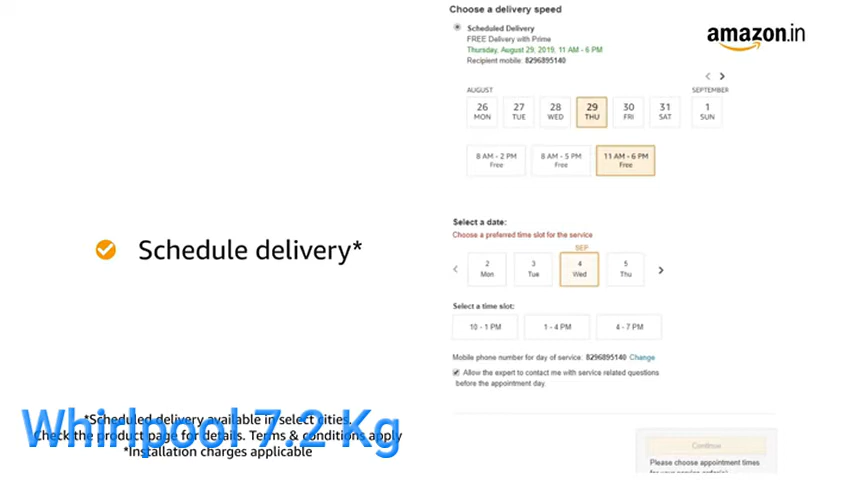 Choose a delivery speed
Scheduled Delivery
FREE Delivery with Prime
Thursday, August 29, 2019, 11 AM - 6 PM
Recipient mobile 8296895140
amazon.in
AUGUST
SEPTEMBER
26 27 28 29 30 31 1
MON TUE WED THU FRI SAT SUN
8 AM - 2 PM 8 AM - 5 PM 11 AM - 6 PM
Free Free Free
Schedule delivery*
Select a date:
Choose a preferred time slot for the service
SEP
2 3 4 5
Mon Tue Wed Thu
Select a time slot:
10 - 1 PM 1 - 4 PM 4 - 7 PM
Mobile phone number for day of service: 8296895140 Change
Allow the expert to contact me with service related questions
before the appointment day.
Whirlpool 7.2 Kg
*Scheduled delivery available in select cities.
Check the product page for details. Terms & conditions apply
*Installation charges applicable
Continue
Please choose appointment times
for your service order(s)